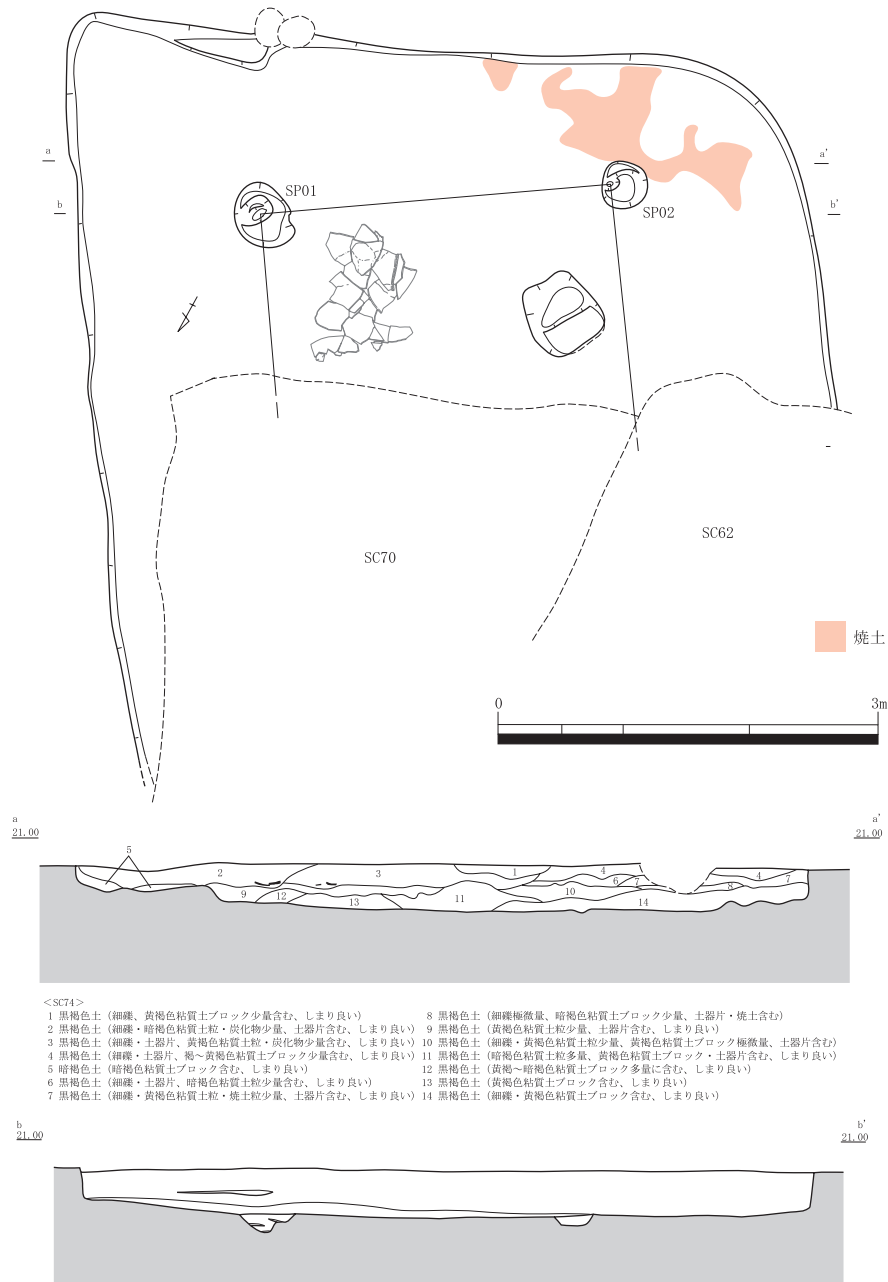 a
a'
SP01
b
b'
SP02
SC62
SC70
焼土
0
3m
a
a'
21.00
21.00
5
2
3
1
4
6
7
4
7
8
9
12
13
11
10
14
＜SC74＞
1 黒褐色土（細礫、黄褐色粘質土ブロック少量含む、しまり良い）
2 黒褐色土（細礫・暗褐色粘質土粒・炭化物少量、土器片含む、しまり良い）
3 黒褐色土（細礫・土器片、黄褐色粘質土粒・炭化物少量含む、しまり良い）
4 黒褐色土（細礫・土器片、褐～黄褐色粘質土ブロック少量含む、しまり良い）
5 暗褐色土（暗褐色粘質土ブロック含む、しまり良い）
6 黒褐色土（細礫・土器片、暗褐色粘質土粒少量含む、しまり良い）
7 黒褐色土（細礫・黄褐色粘質土粒・焼土粒少量、土器片含む、しまり良い）
8 黒褐色土（細礫極微量、暗褐色粘質土ブロック少量、土器片・焼土含む）
9 黒褐色土（黄褐色粘質土粒少量、土器片含む、しまり良い）
10 黒褐色土（細礫・黄褐色粘質土粒少量、黄褐色粘質土ブロック極微量、土器片含む）
11 黒褐色土（暗褐色粘質土粒多量、黄褐色粘質土ブロック・土器片含む、しまり良い）
12 黒褐色土（黄褐～暗褐色粘質土ブロック多量に含む、しまり良い）
13 黒褐色土（黄褐色粘質土ブロック含む、しまり良い）
14 黒褐色土（細礫・黄褐色粘質土ブロック含む、しまり良い）
b
b'
21.00
21.00